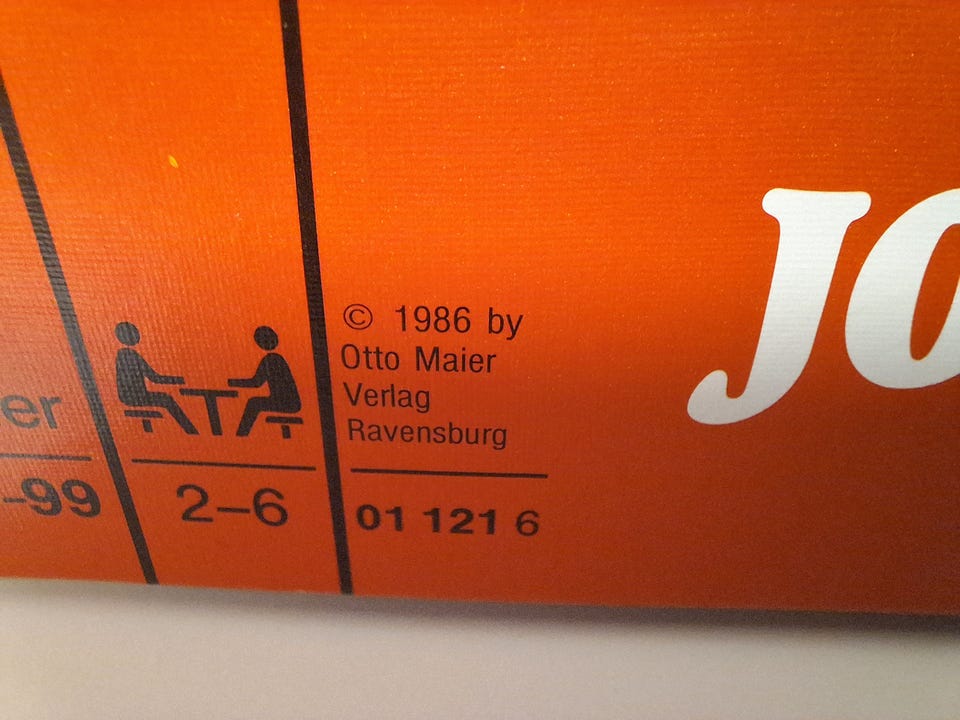 er
-99
2–6
© 1986 by
Otto Maier
Verlag
Ravensburg
01 121 6
JO